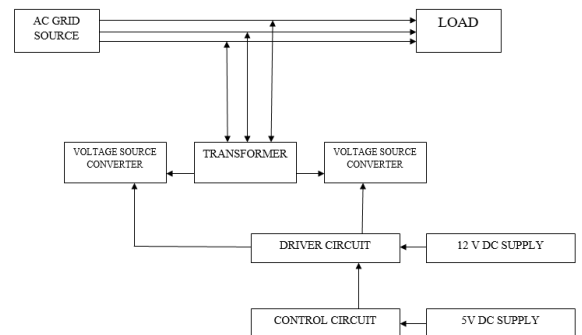 AC GRID
SOURCE
LOAD
VOLTAGE SOURCE
CONVERTER
TRANSFORMER
VOLTAGE SOURCE
CONVERTER
DRIVER CIRCUIT
12 V DC SUPPLY
CONTROL CIRCUIT
5V DC SUPPLY